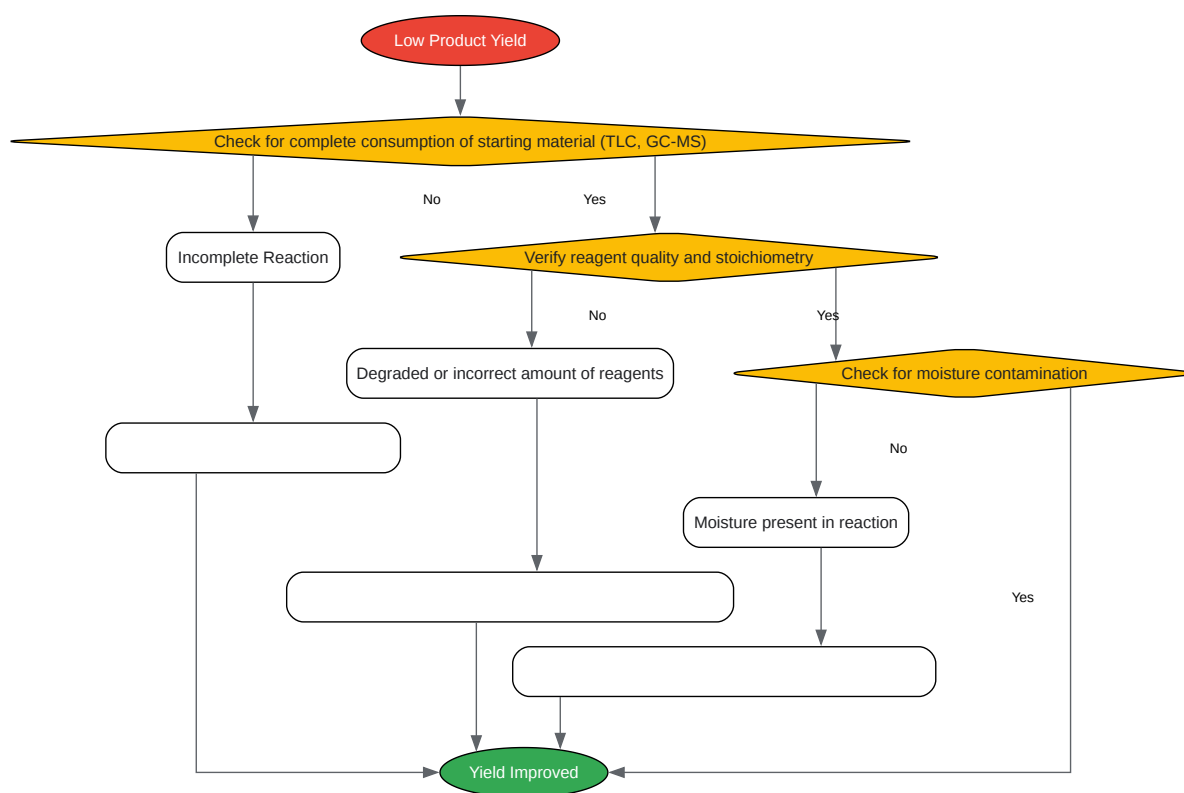 Low Product Yield
Check for complete consumption of starting material (TLC, GC-MS)
No
Yes
Incomplete Reaction
Verify reagent quality and stoichiometry
No
Yes
Degraded or incorrect amount of reagents
Check for moisture contamination
No
Moisture present in reaction
Yes
Yield Improved